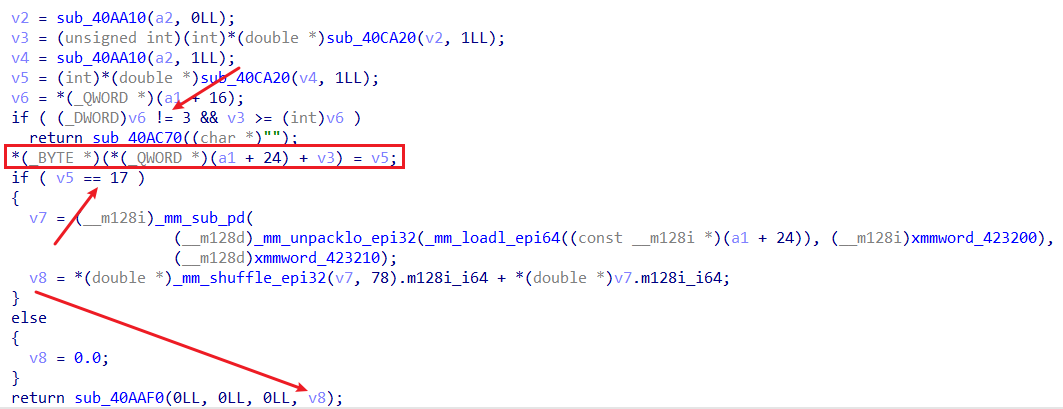 v2 = sub_40AA10(a2, 0LL);
v3 = (unsigned int)(int)*(double *)sub_40CA20(v2, 1LL);
v4 = sub_40AA10(a2, 1LL);
v5 = (int)*(double *)sub_40CA20(v4, 1LL);
v6 = *(_QWORD *)(a1 + 16);
if ( (_DWORD)v6 != 3 && v3 >= (int)v6 )
return sub_40AC70((char *)"");
*(_BYTE *)(*(_QWORD *)(a1 + 24) + v3) = v5;
if ( v5 == 17 )
{
v7 = (__m128i)_mm_sub_pd(
(__m128d)_mm_unpacklo_epi32(_mm_loadl_epi64((const __m128i *)(a1 + 24)), (__m128i)xmmword_423200),
(__m128d)xmmword_423210);
v8 = *(double *)_mm_shuffle_epi32(v7, 78).m128i_i64 + *(double *)v7.m128i_i64;
}
else
{
v8 = 0.0;
}
return sub_40AAF0(0LL, 0LL, 0LL, v8);